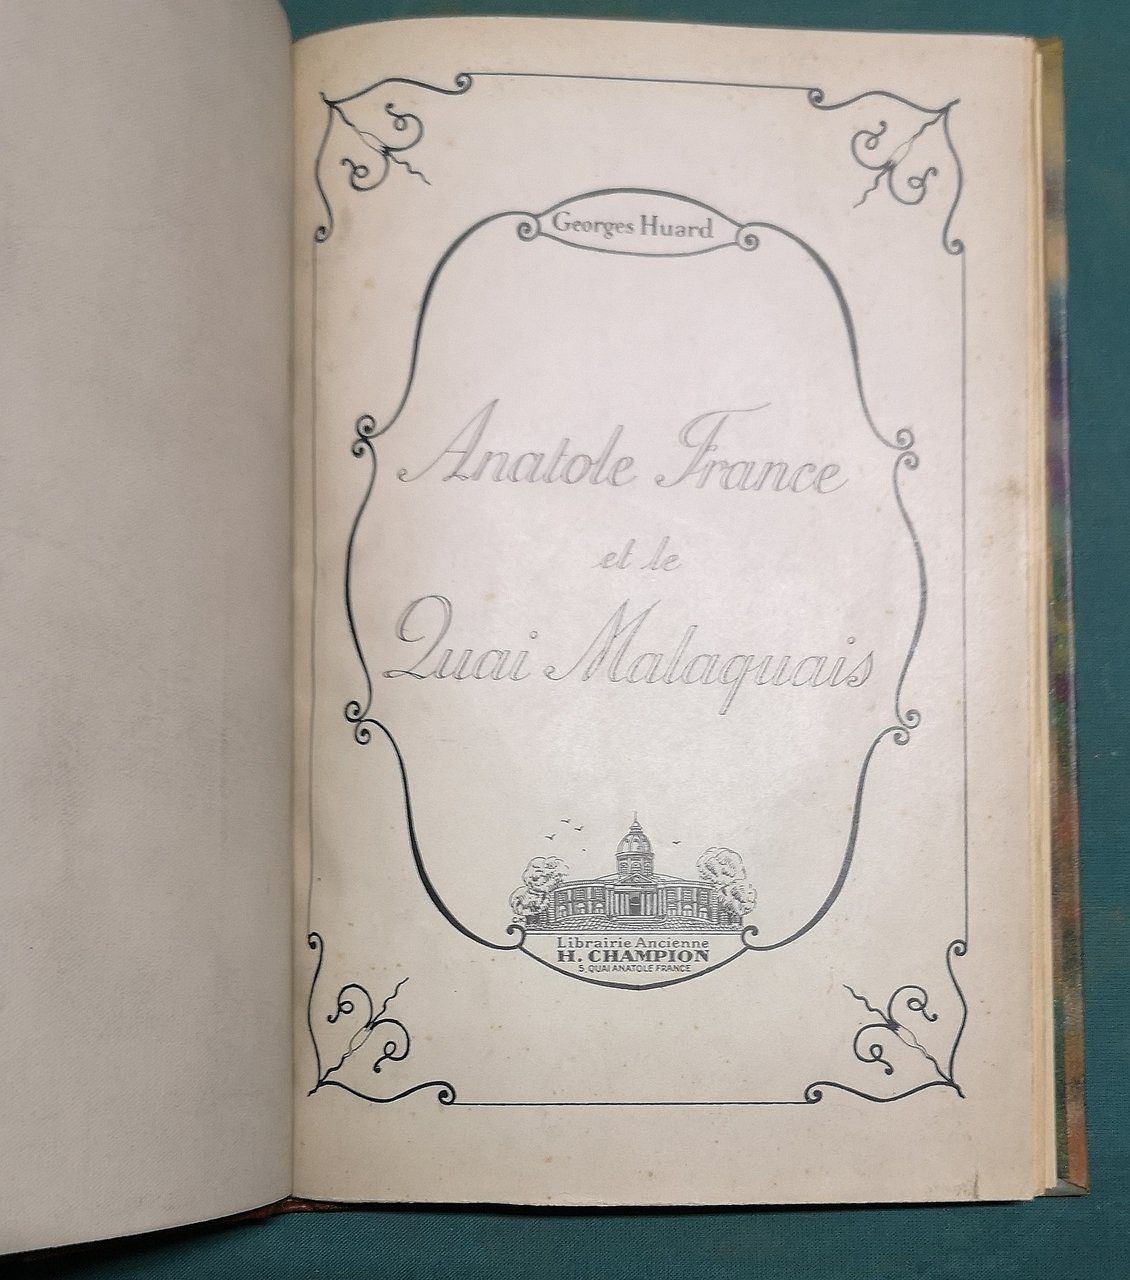 Georges Huard
Anatole France
et le
Quai Malaquais
Librairie Ancienne
H. CHAMPION
5, QUAI ANATOLE FRANCE